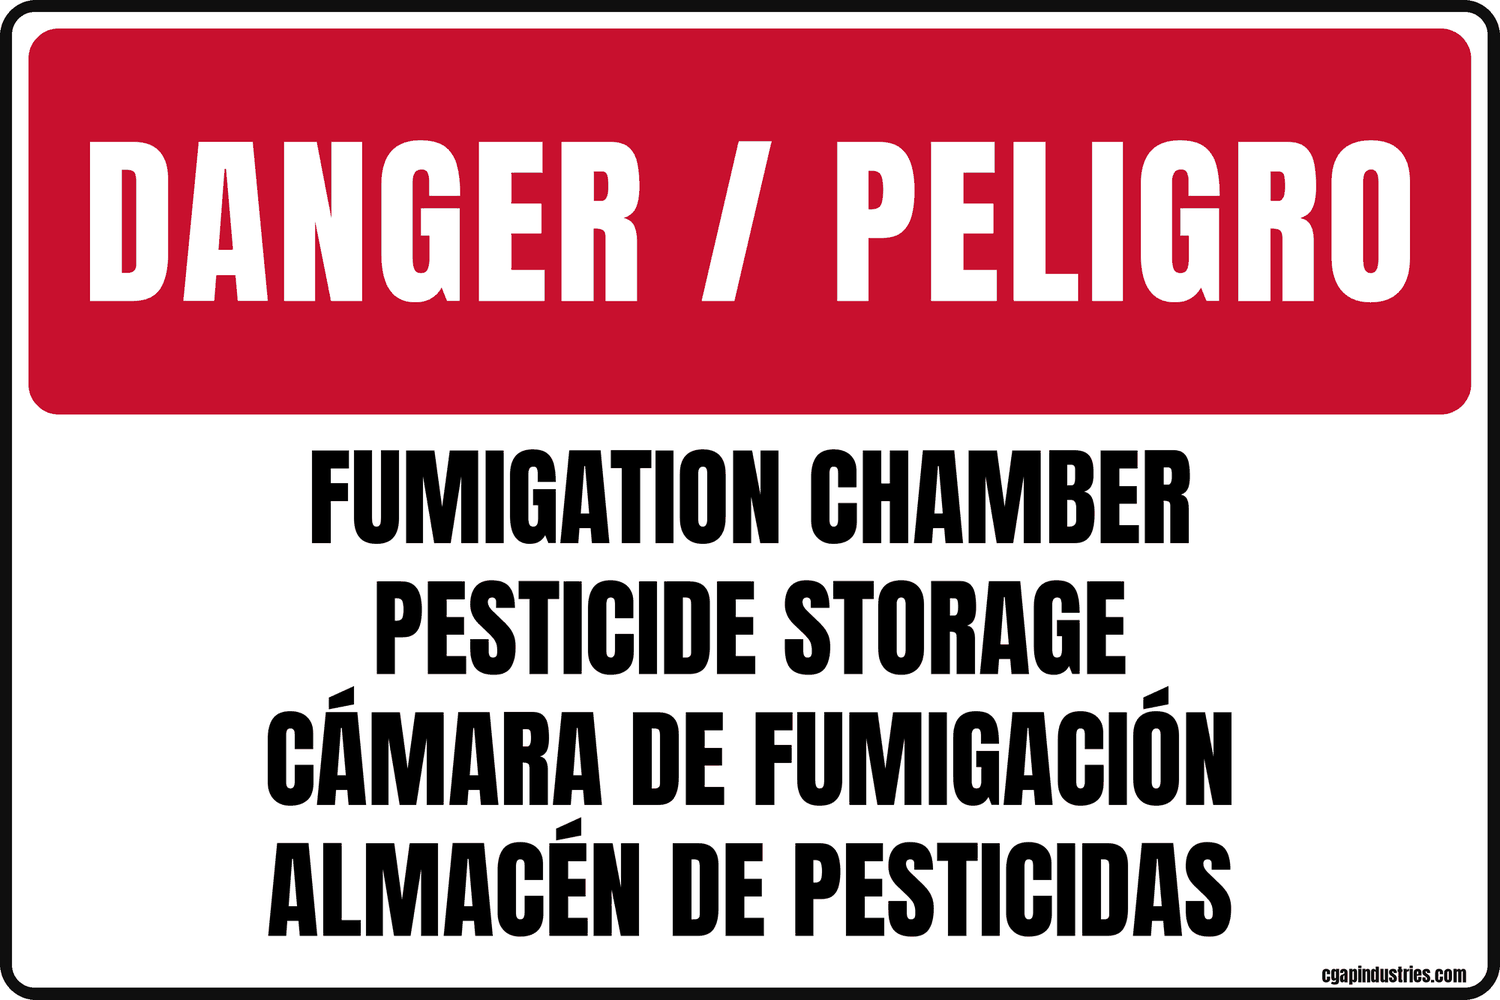 DANGER / PELIGRO
FUMIGATION CHAMBER
PESTICIDE STORAGE
CÁMARA DE FUMIGACIÓN
ALMACÉN DE PESTICIDAS
cgapindustries.com